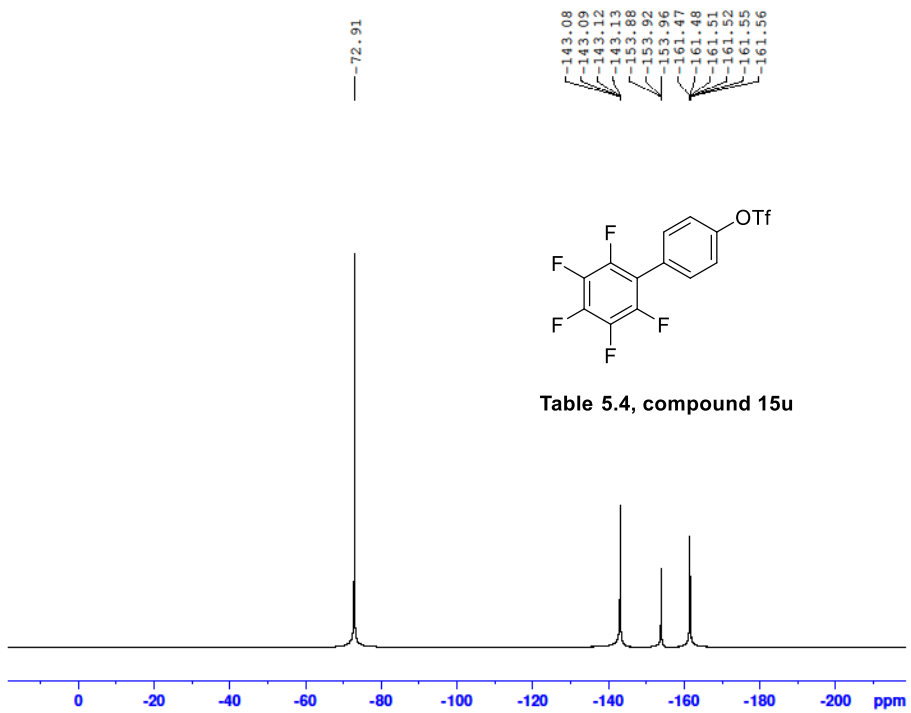 -72.91
-143.08
-143.09
-143.12
-143.13
-153.88
-153.92
-153.96
-161.47
-161.48
-161.51
-161.52
-161.55
-161.56
OTf
F
F
F
F
F
Table 5.4, compound 15u
0 -20 -40 -60 -80 -100 -120 -140 -160 -180 -200 ppm